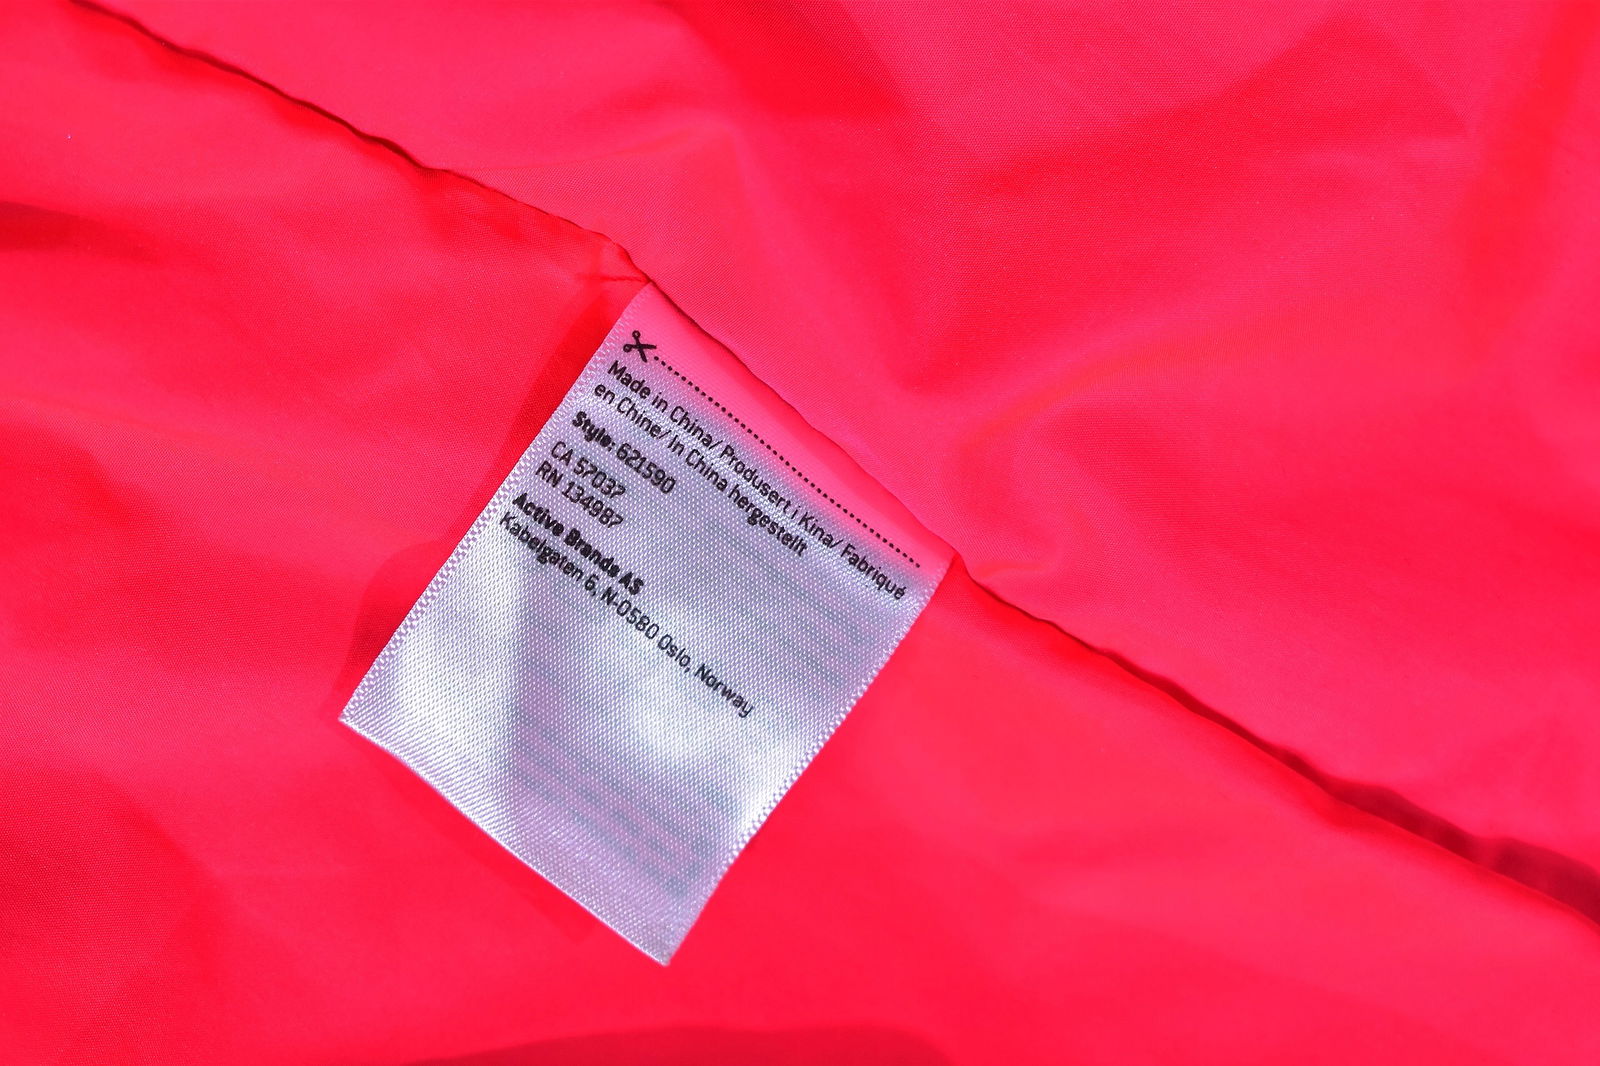 Made in China/ Produsert i Kina/ Fabriqué
en Chine/ In China hergestellt
Style: 621590
CA 57037
RN 134987
Active Brands AS
Kabelgaten 6, N-0580 Oslo, Norway